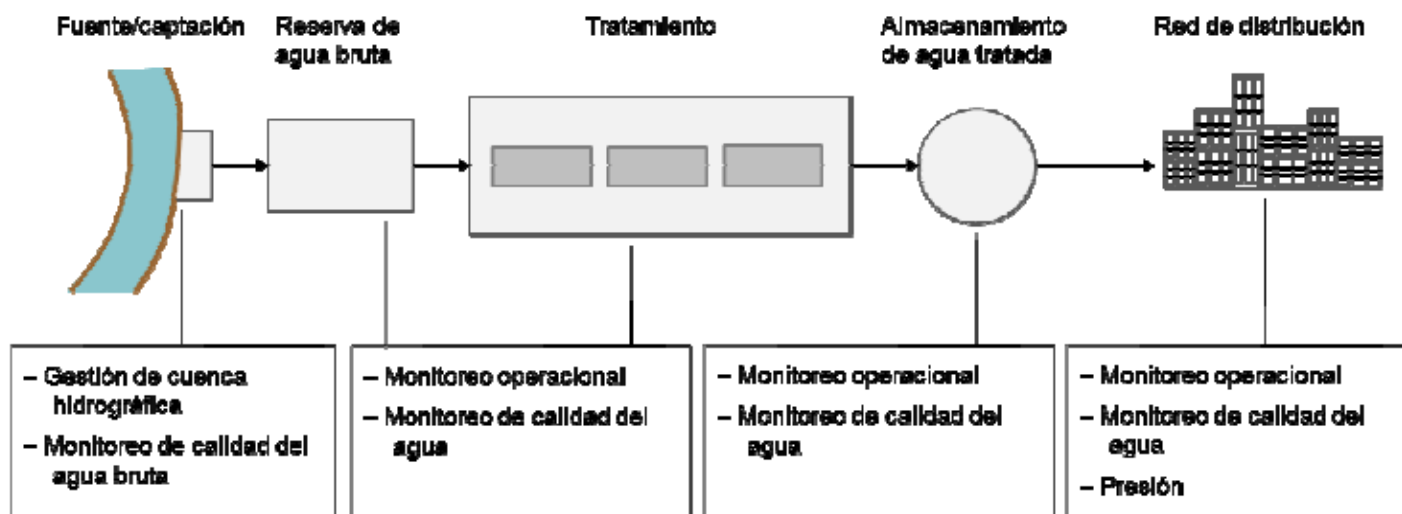 Fuente/captación
Reserva de
agua bruta
Tratamiento
Almacenamiento
de agua tratada
Red de distribución
– Gestión de cuenca
hidrográfica
– Monitoreo de calidad del
agua bruta
– Monitoreo operacional
– Monitoreo de calidad del
agua
– Monitoreo operacional
– Monitoreo de calidad del
agua
– Monitoreo operacional
– Monitoreo de calidad del
agua
– Presión